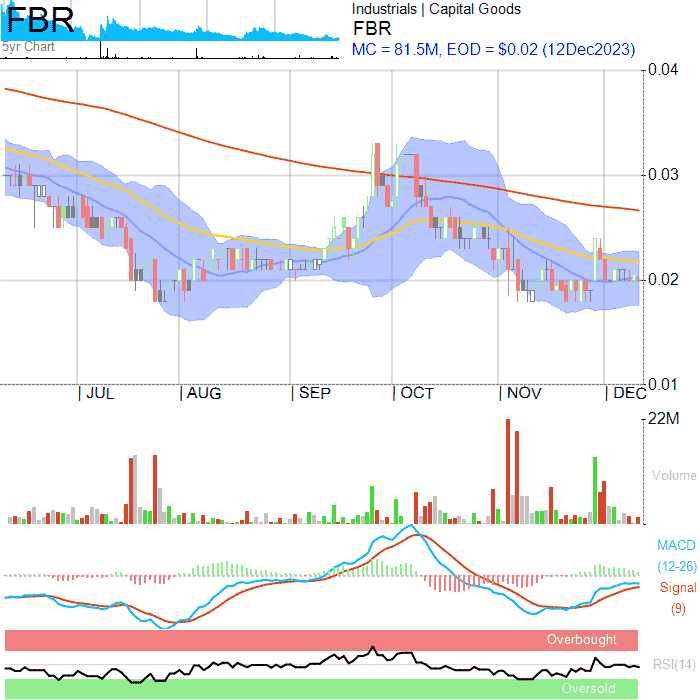 FBR
5yr Chart
Industrials | Capital Goods
FBR
MC = 81.5M, EOD = $0.02 (12Dec2023)
0.04
0.03
0.02
0.01
| JUL | AUG | SEP | OCT | NOV | DEC
22M
Volume
MACD
(12-26)
Signal
(9)
Overbought
RSI(14)
Oversold